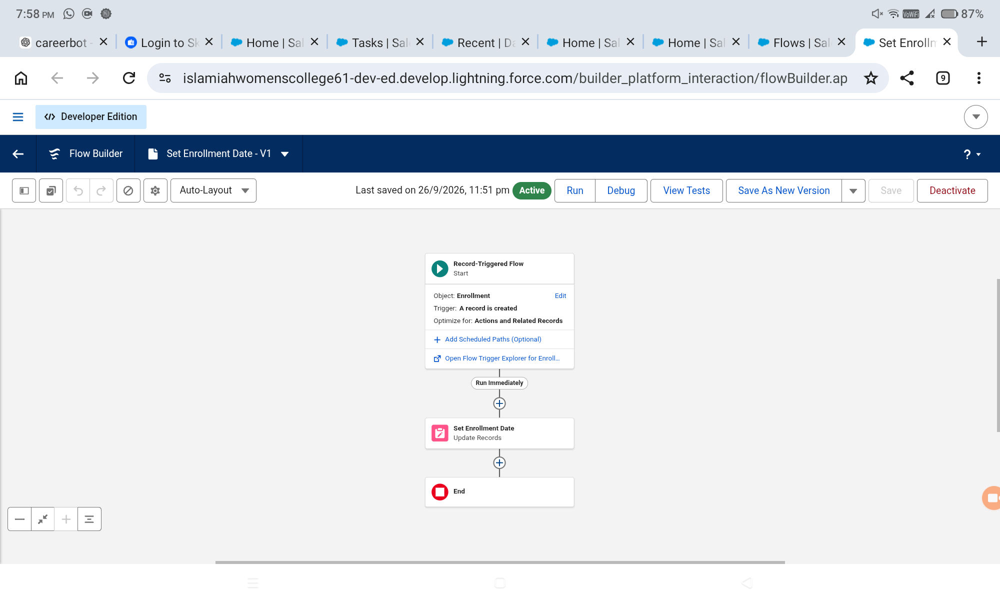 7:58 PM
VoWiFi 87%
careerbot -
Login to Sk
Home | Sal
Tasks | Sal
Recent | Da
Home | Sal
Home | Sal
Flows | Sal
Set Enrollm
islamiahwomenscollege61-dev-ed.develop.lightning.force.com/builder_platform_interaction/flowBuilder.ap
9
Developer Edition
Flow Builder
Set Enrollment Date - V1
?
Auto-Layout
Last saved on 26/9/2026, 11:51 pm
Active
Run
Debug
View Tests
Save As New Version
Save
Deactivate
Record-Triggered Flow
Start
Object: Enrollment
Edit
Trigger: A record is created
Optimize for: Actions and Related Records
Add Scheduled Paths (Optional)
Open Flow Trigger Explorer for Enroll...
Run Immediately
Set Enrollment Date
Update Records
End